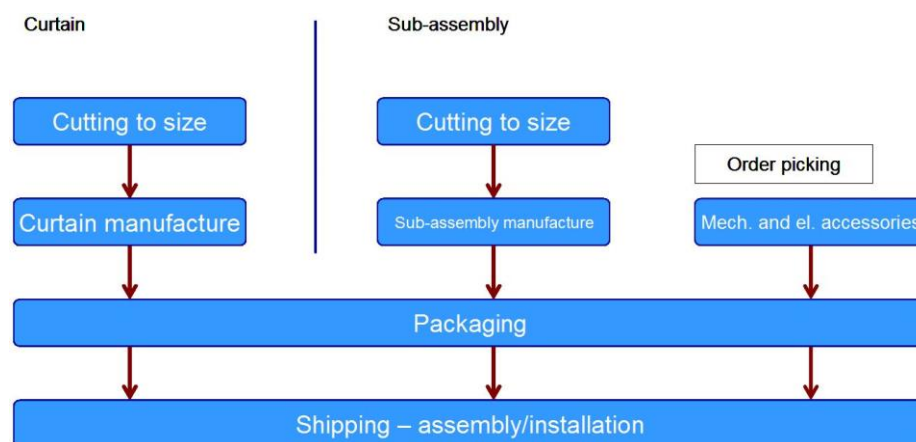 Curtain
Sub-assembly
Cutting to size
Cutting to size
Order picking
Curtain manufacture
Sub-assembly manufacture
Mech. and el. accessories
Packaging
Shipping – assembly/installation